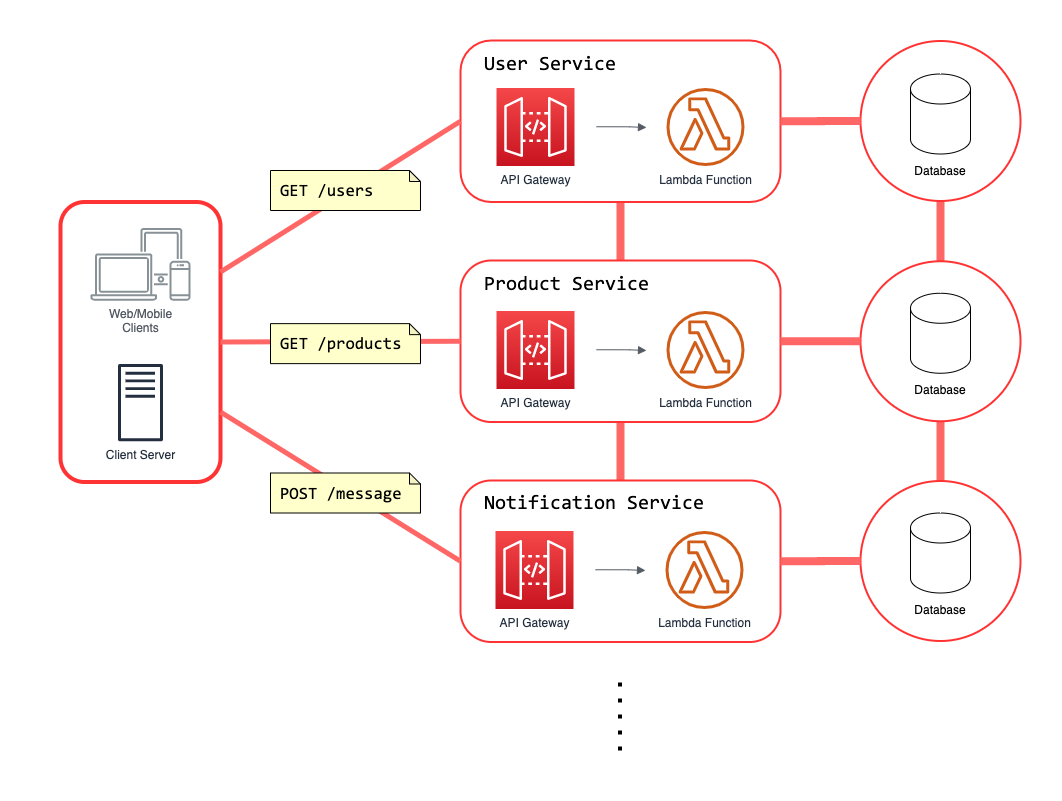 User Service
API Gateway
Lambda Function
Database
GET /users
Web/Mobile
Clients
Client Server
Product Service
GET /products
API Gateway
Lambda Function
Database
POST /message
Notification Service
API Gateway
Lambda Function
Database